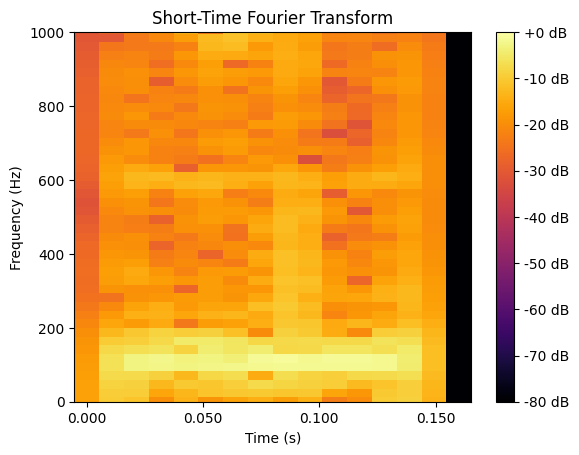 Short-Time Fourier Transform
1000
800
600
400
200
0
Frequency (Hz)
0.000
0.050
0.100
0.150
Time (s)
+0 dB
-10 dB
-20 dB
-30 dB
-40 dB
-50 dB
-60 dB
-70 dB
-80 dB